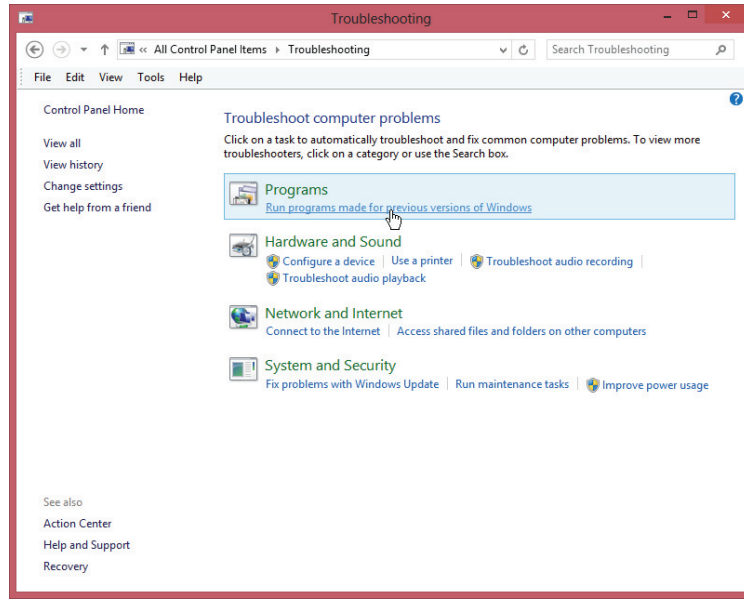 Troubleshooting
All Control Panel Items Troubleshooting
Search Troubleshooting
File Edit View Tools Help
Control Panel Home
View all
View history
Change settings
Get help from a friend
Troubleshoot computer problems
Click on a task to automatically troubleshoot and fix common computer problems. To view more
troubleshooters, click on a category or use the Search box.
Programs
Run programs made for previous versions of Windows
Hardware and Sound
Configure a device Use a printer Troubleshoot audio recording
Troubleshoot audio playback
Network and Internet
Connect to the Internet Access shared files and folders on other computers
System and Security
Fix problems with Windows Update Run maintenance tasks Improve power usage
See also
Action Center
Help and Support
Recovery